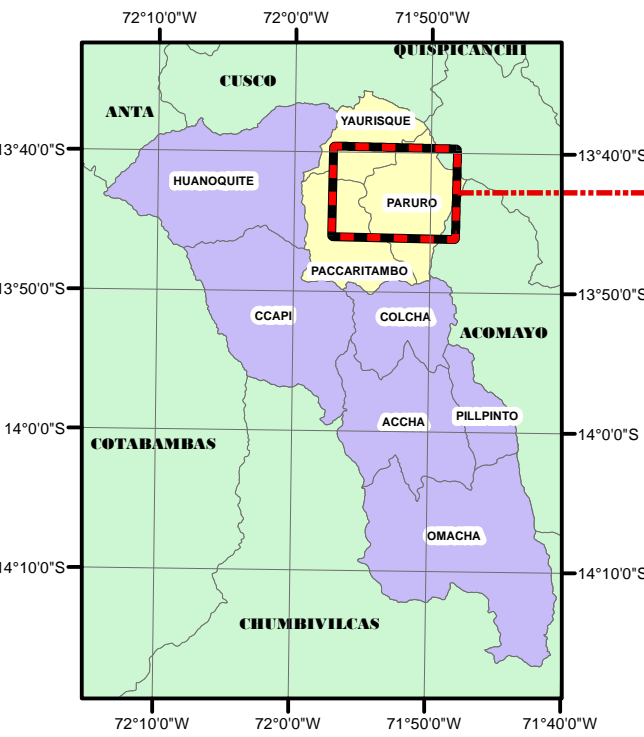 72°10'0"W 72°0'0"W 71°50'0"W
QUISPICANCHI
CUSCO
ANTA
YAURISQUE
13°40'0"S 13°40'0"S
HUANOQUITE
PARURO
PACCARITAMBO
13°50'0"S 13°50'0"S
CCAPI
COLCHA
ACOMAYO
PILLPINTO
ACCHA
14°0'0"S 14°0'0"S
COTABAMBAS
OMACHA
14°10'0"S 14°10'0"S
CHUMBIVILCAS
72°10'0"W 72°0'0"W 71°50'0"W 71°40'0"W